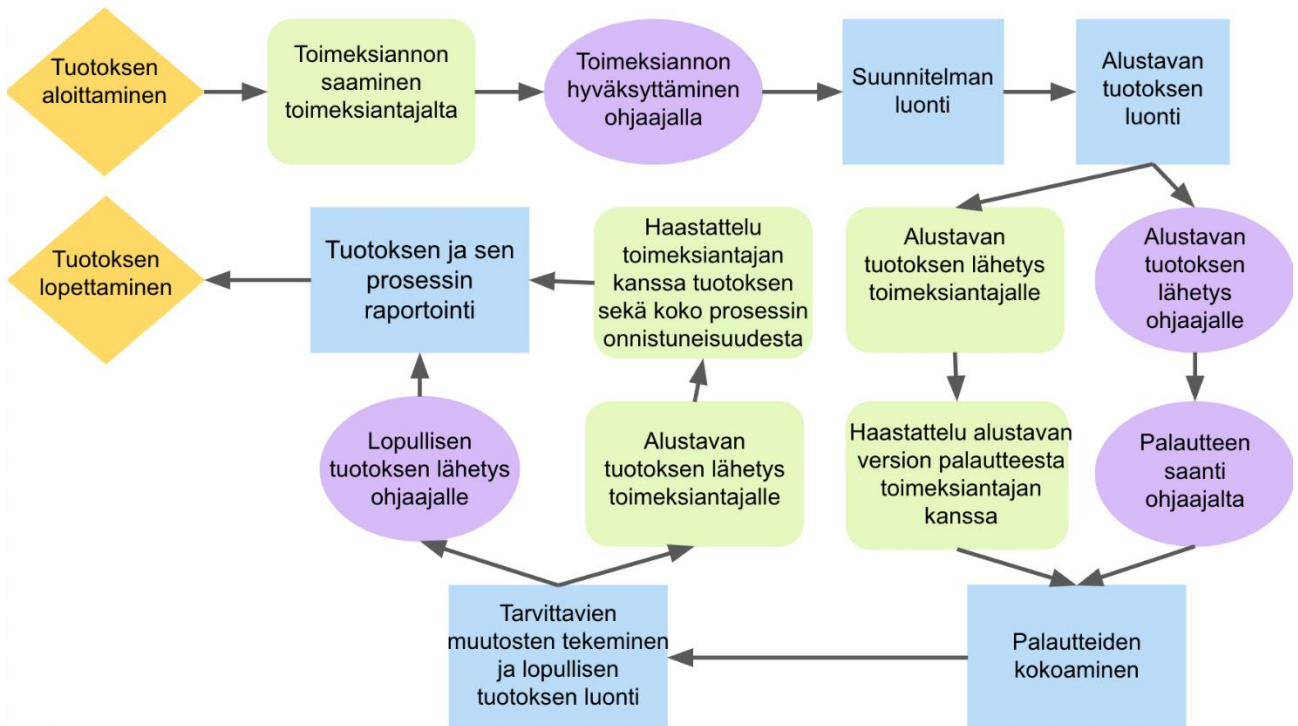 Tuotoksen
aloittaminen
Toimeksiannon
saaminen
toimeksiantajalta
Toimeksiannon
hyväksyttäminen
ohjaajalla
Suunnitelman
luonti
Alustavan
tuotoksen
luonti
Alustavan
tuotoksen lähetys
toimeksiantajalle
Alustavan
tuotoksen
lähetys
ohjaajalle
Haastattelu alustavan
version palautteesta
toimeksiantajan
kanssa
Palautteen
saanti
ohjaajalta
Palautteiden
kokoaminen
Tarvittavien
muutosten tekeminen
ja lopullisen
tuotoksen luonti
Lopullisen
tuotoksen lähetys
ohjaajalle
Alustavan
tuotoksen lähetys
toimeksiantajalle
Haastattelu
toimeksiantajan
kanssa tuotoksen
sekä koko prosessin
onnistuneisuudesta
Tuotoksen ja sen
prosessin
raportointi
Tuotoksen
lopettaminen